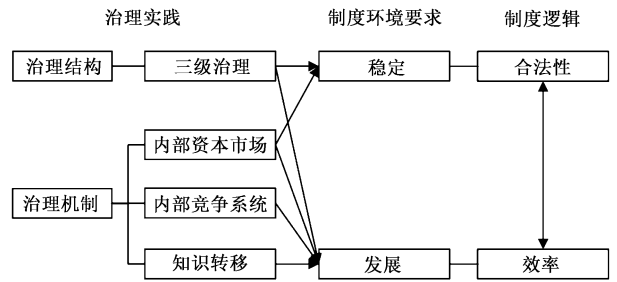 治理实践 制度环境要求 制度逻辑
治理结构 三级治理 稳定 合法性
内部资本市场
治理机制 内部竞争系统
知识转移 发展 效率